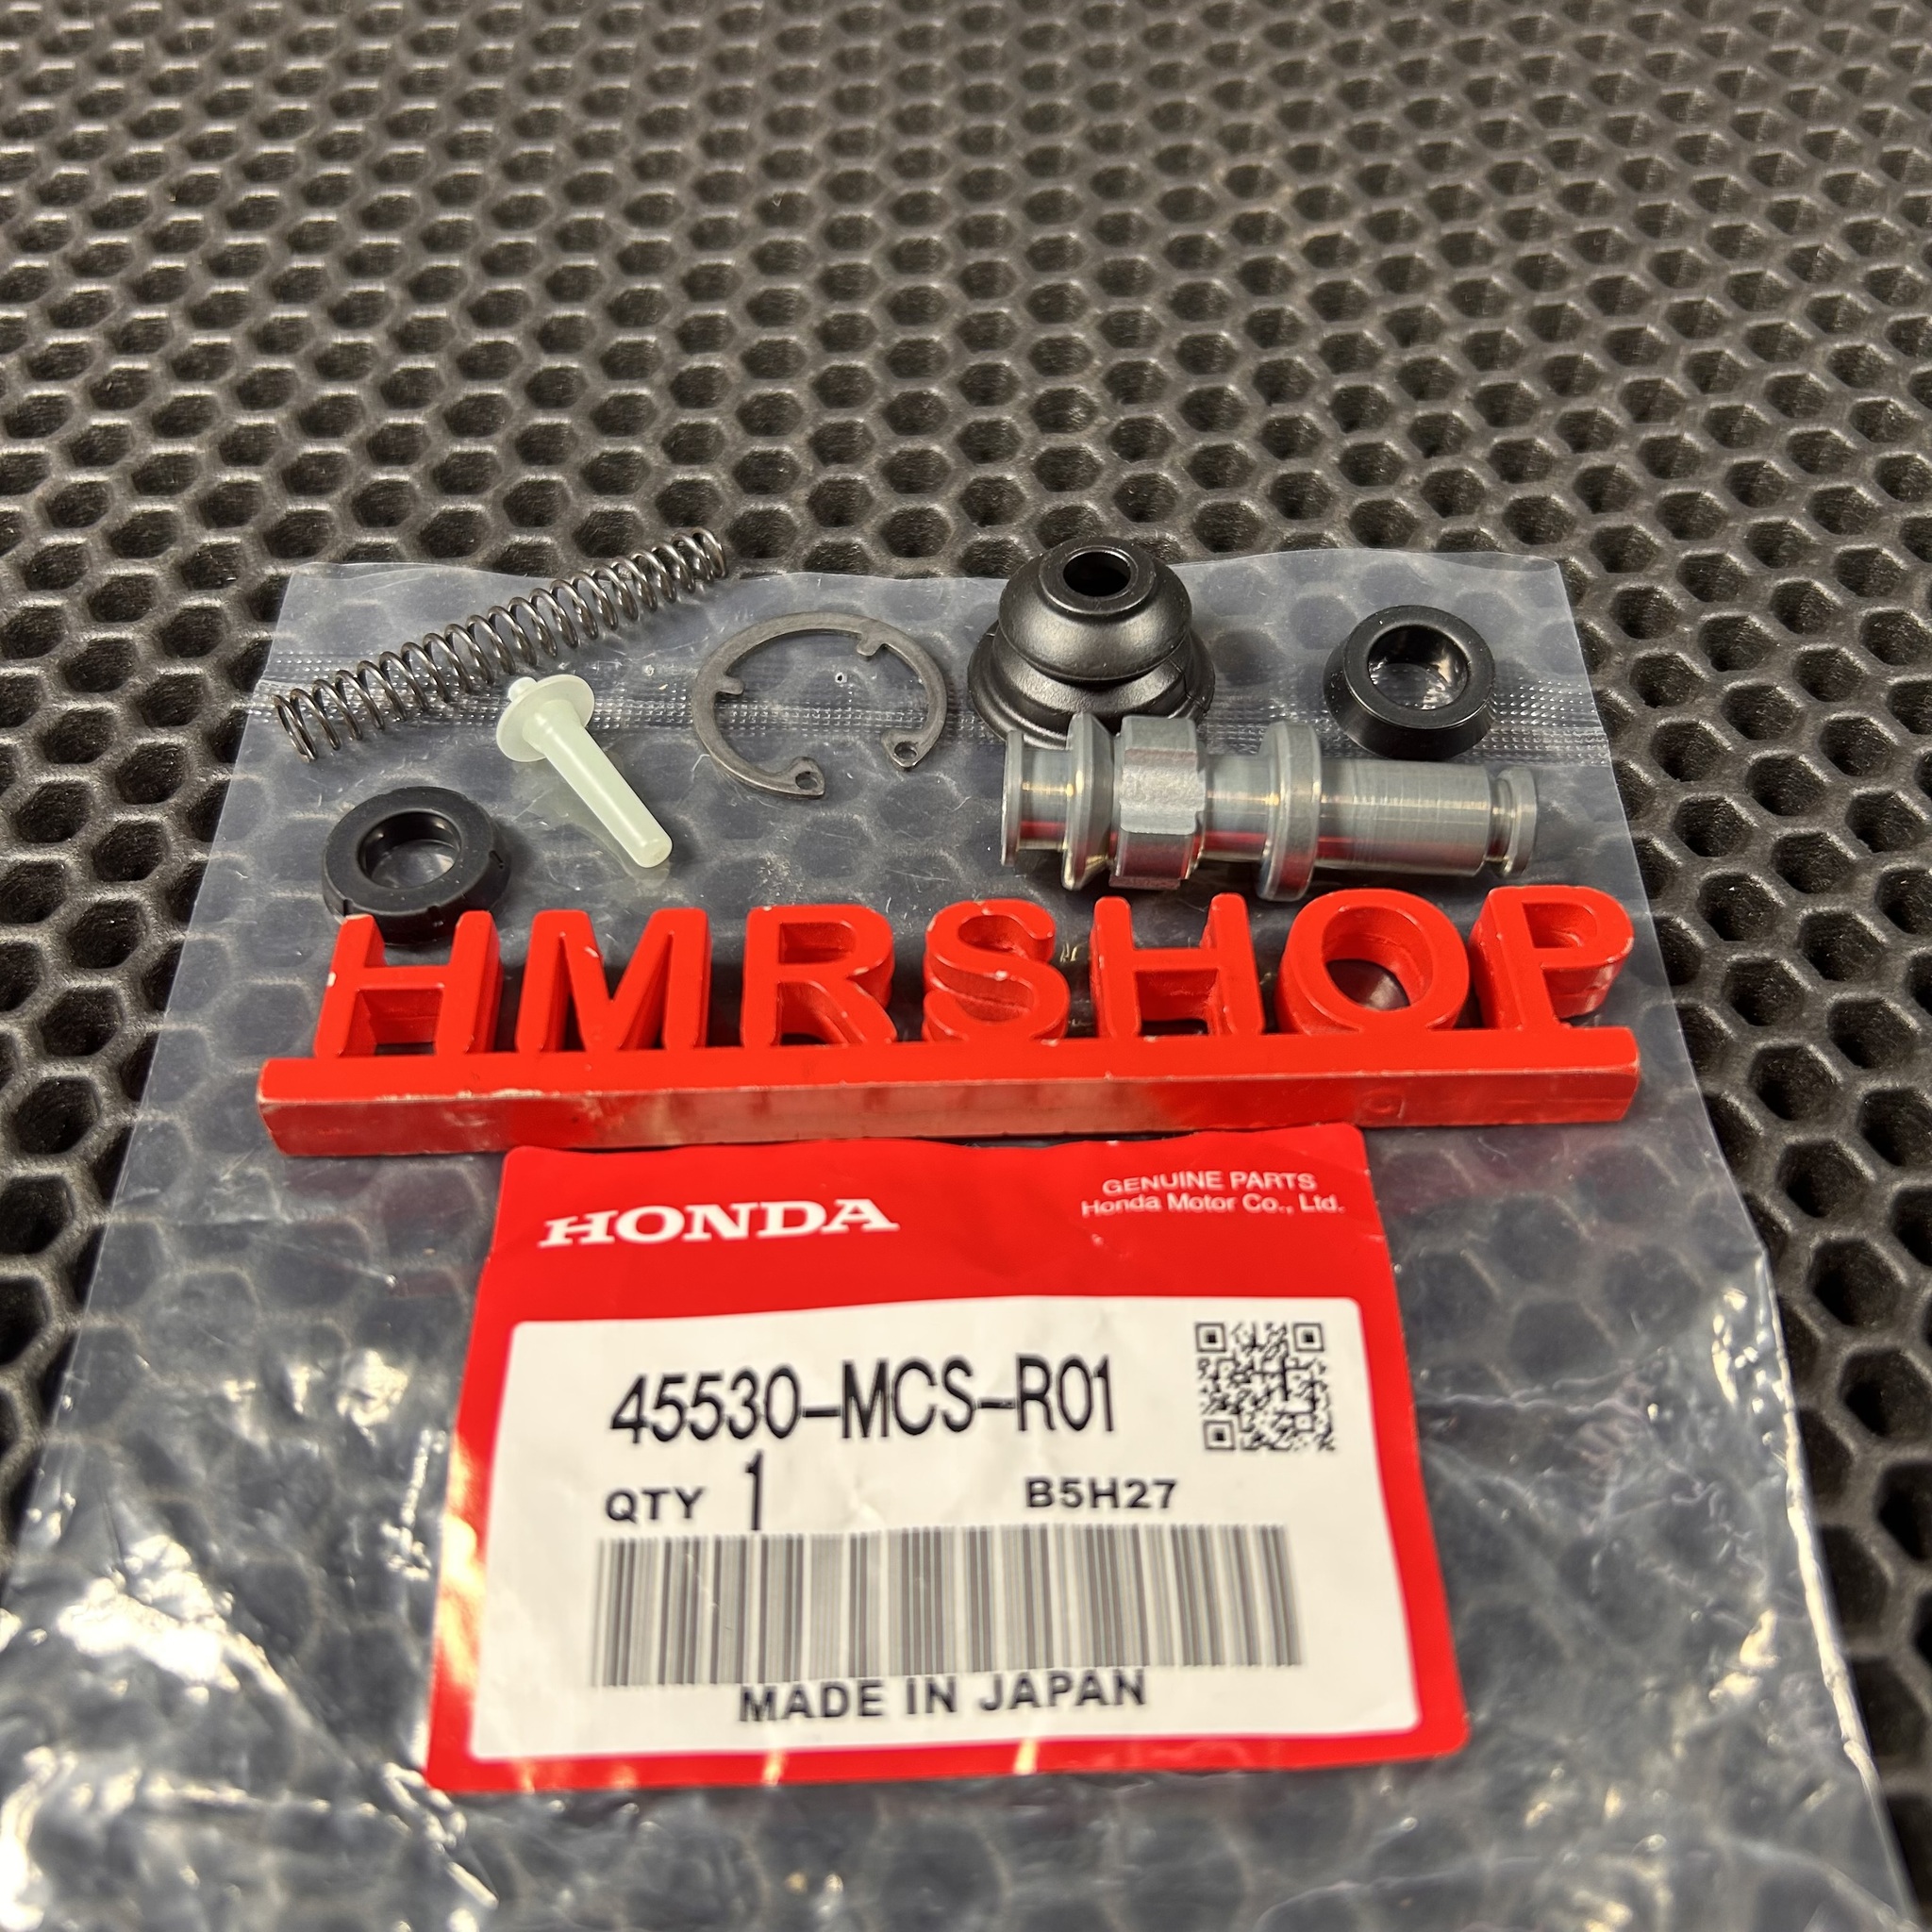 HMRSHOP
HONDA
GENUINE PARTS
Honda Motor Co., Ltd.
45530-MCS-R01
QTY 1 B5H27
MADE IN JAPAN